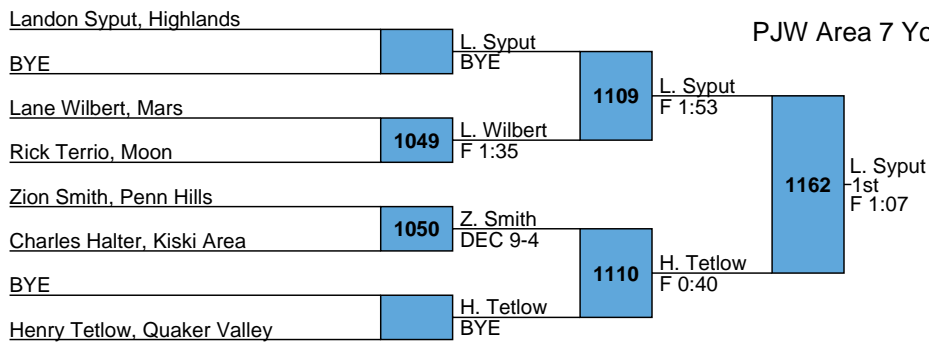 Landon Syput, Highlands
PJW Area 7 Yo
L. Syput
BYE
BYE
1109
L. Syput
F 1:53
Lane Wilbert, Mars
1049
L. Wilbert
F 1:35
Rick Terrio, Moon
1162
L. Syput
1st
F 1:07
Zion Smith, Penn Hills
1050
Z. Smith
DEC 9-4
Charles Halter, Kiski Area
1110
H. Tetlow
F 0:40
BYE
H. Tetlow
BYE
Henry Tetlow, Quaker Valley